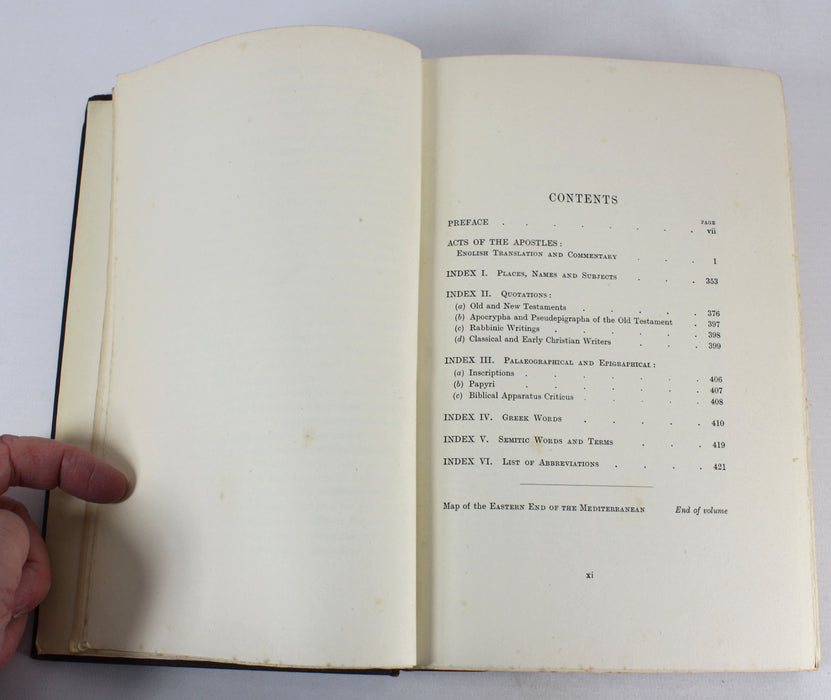 CONTENTS
PAGE
PREFACE . . . . . . . . vii
ACTS OF THE APOSTLES :
ENGLISH TRANSLATION AND COMMENTARY . . . 1
INDEX I. PLACES, NAMES AND SUBJECTS . . . 353
INDEX II. QUOTATIONS :
(a) Old and New Testaments . . . . . 376
(b) Apocrypha and Pseudepigrapha of the Old Testament . 397
(c) Rabbinic Writings . . . . . . 398
(d) Classical and Early Christian Writers . . . 399
INDEX III. PALAEOGRAPHICAL AND EPIGRAPHICAL :
(a) Inscriptions . . . . . . . 406
(b) Papyri . . . . . . . 407
(c) Biblical Apparatus Criticus . . . . . 408
INDEX IV. GREEK WORDS . . . . . 410
INDEX V. SEMITIC WORDS AND TERMS . . . 419
INDEX VI. LIST OF ABBREVIATIONS . . . . 421
Map of the EASTERN END OF THE MEDITERRANEAN End of volume
xi